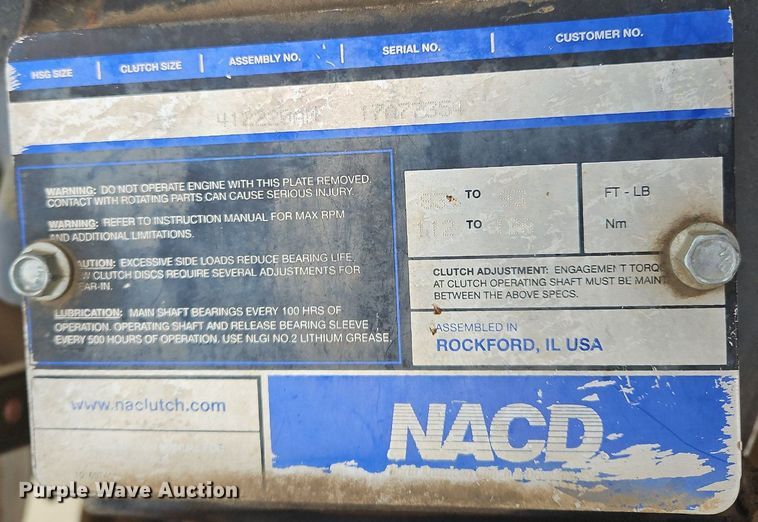 HSG SIZE CLUTCH SIZE ASSEMBLY NO. SERIAL NO. CUSTOMER NO.
17072354
WARNING: DO NOT OPERATE ENGINE WITH THIS PLATE REMOVED.
CONTACT WITH ROTATING PARTS CAN CAUSE SERIOUS INJURY.
WARNING: REFER TO INSTRUCTION MANUAL FOR MAX RPM
AND ADDITIONAL LIMITATIONS.
AUTION: EXCESSIVE SIDE LOADS REDUCE BEARING LIFE.
W CLUTCH DISCS REQUIRE SEVERAL ADJUSTMENTS FOR
EAR-IN.
LUBRICATION: MAIN SHAFT BEARINGS EVERY 100 HRS OF
OPERATION. OPERATING SHAFT AND RELEASE BEARING SLEEVE
EVERY 500 HOURS OF OPERATION. USE NLGI NO.2 LITHIUM GREASE.
TO FT - LB
112 TO Nm
CLUTCH ADJUSTMENT: ENGAGEMENT TORQ
AT CLUTCH OPERATING SHAFT MUST BE MAINT
BETWEEN THE ABOVE SPECS.
ASSEMBLED IN
ROCKFORD, IL USA
www.naclutch.com
NACD
Purple Wave Auction